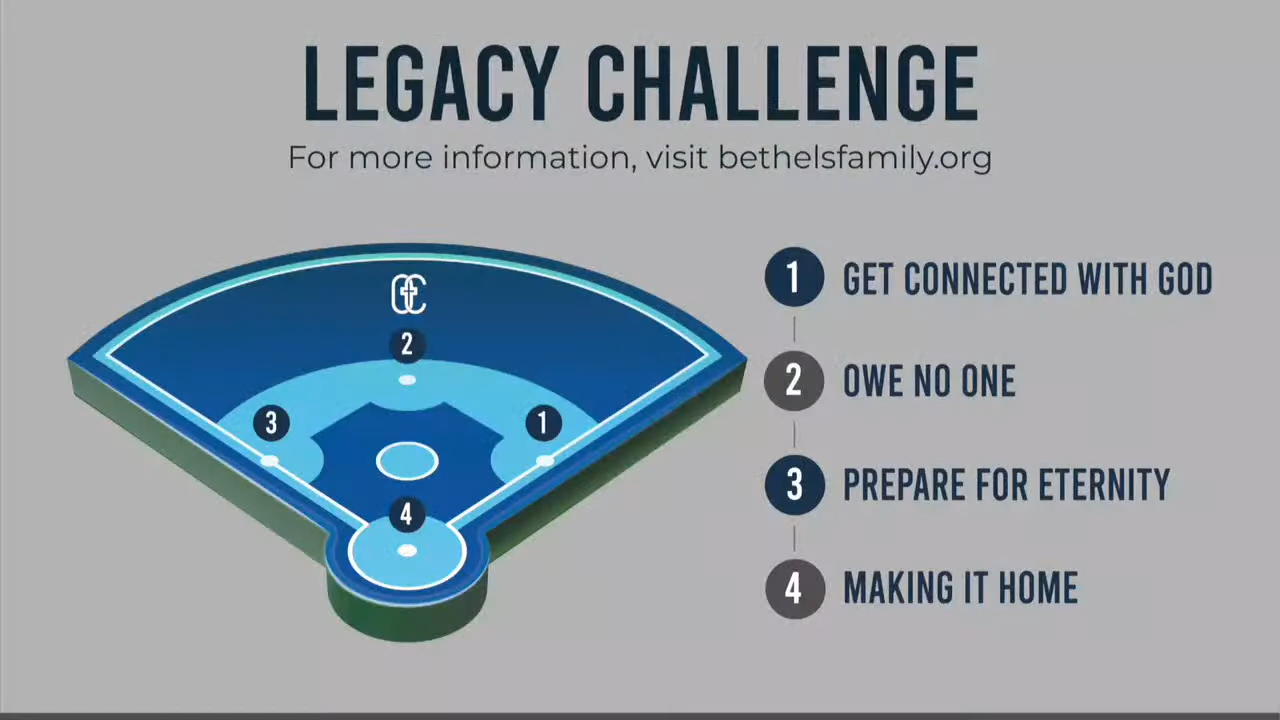 LEGACY CHALLENGE
For more information, visit bethelsfamily.org
2
3
1
4
1 GET CONNECTED WITH GOD
2 OWE NO ONE
3 PREPARE FOR ETERNITY
4 MAKING IT HOME